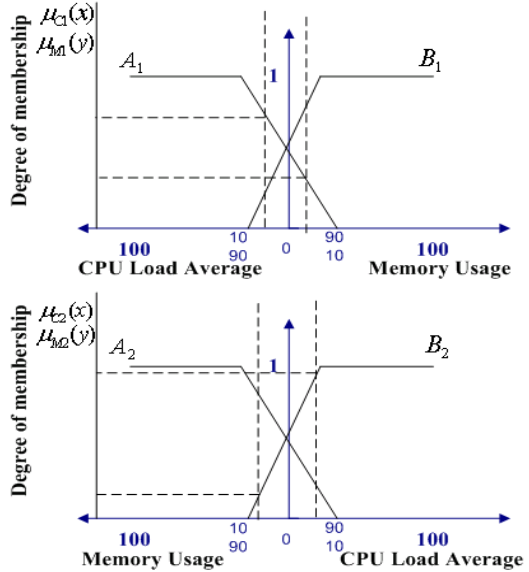 μC1(x)
μM1(y)
A1
B1
1
Degree of membership
10
90
90
0
10
100
100
CPU Load Average
Memory Usage
μC2(x)
μM2(y)
A2
B2
1
Degree of membership
10
90
90
0
10
100
100
Memory Usage
CPU Load Average